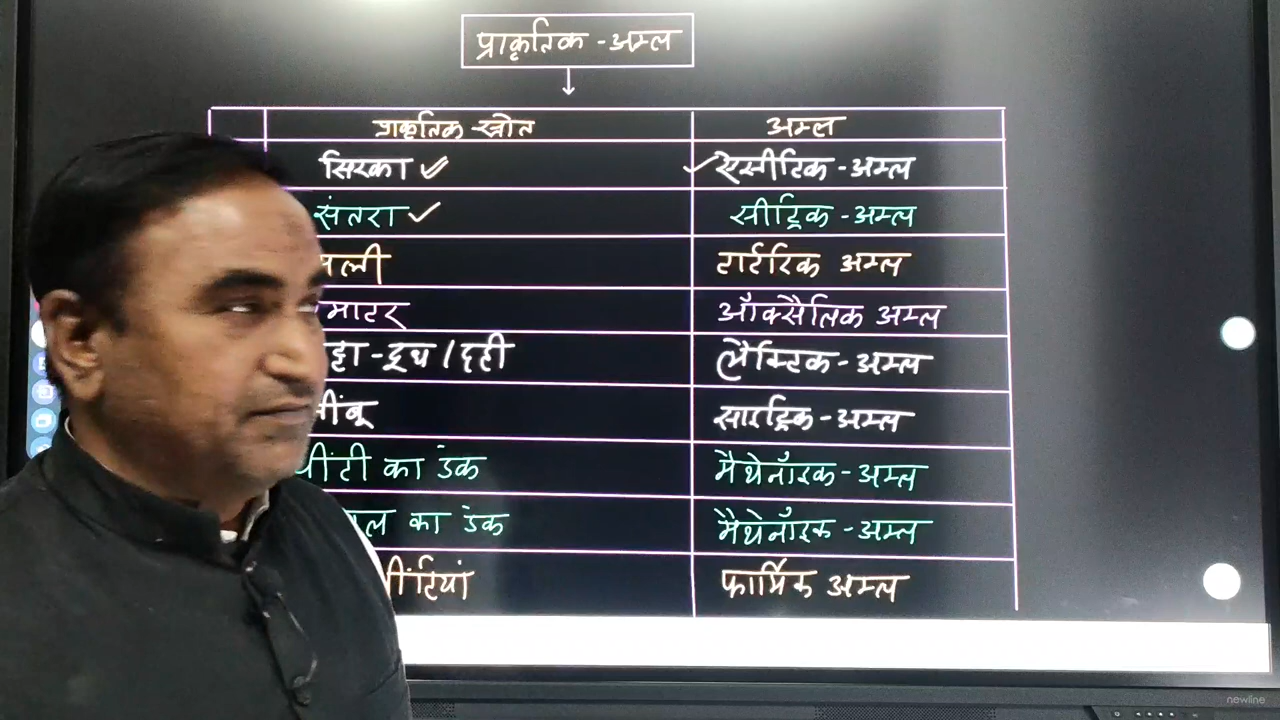 प्राकृतिक - अम्ल
प्राकृतिक स्त्रोत अम्ल
सिरका एसीटिक - अम्ल
संतरा सीट्रिक - अम्ल
टार्टरिक अम्ल
ऑक्सैलिक अम्ल
दूध / दही लैक्टिक - अम्ल
साइट्रिक - अम्ल
का डंक मैथेनॉइक - अम्ल
का डंक मैथेनॉइक - अम्ल
फार्मिक अम्ल
newline